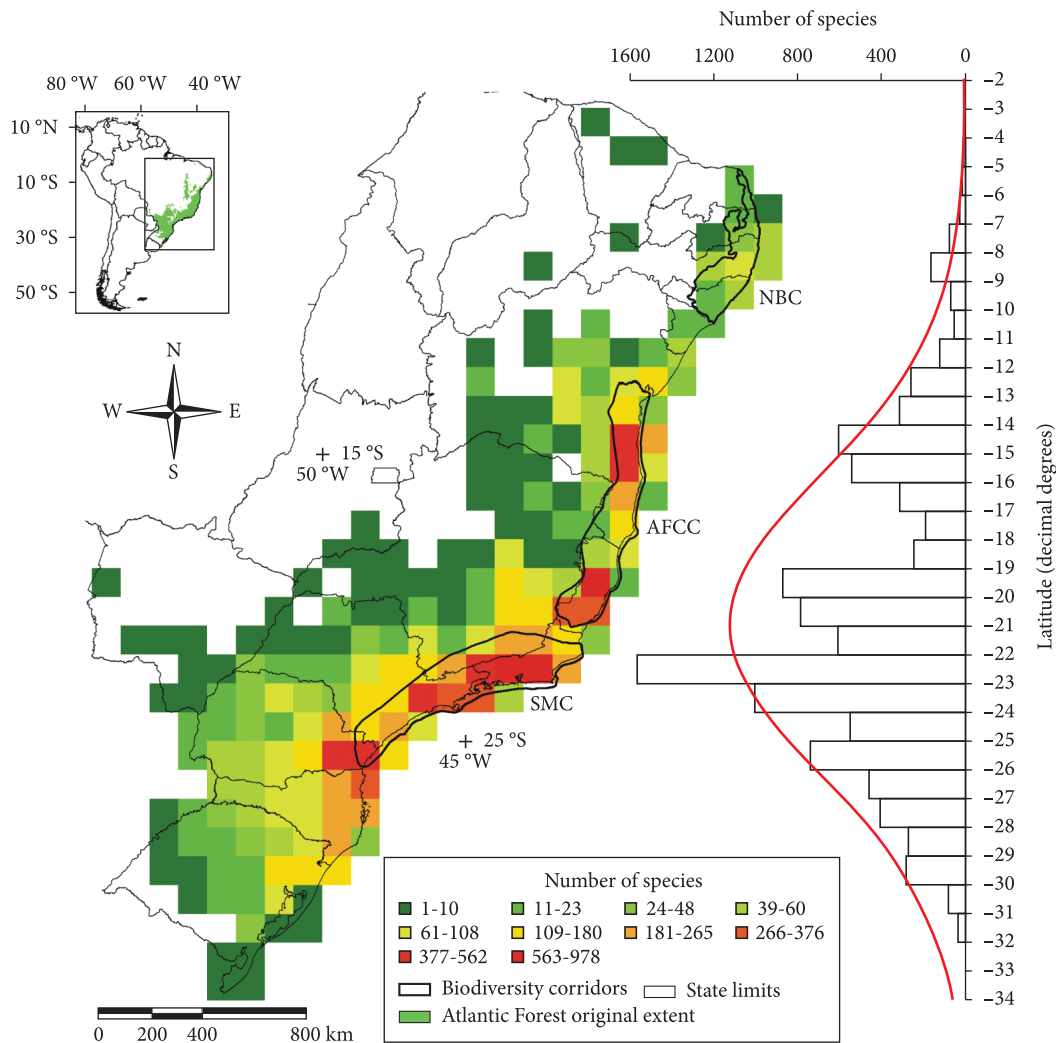 Number of species
1600 1200 800 400 0
80 °W 60 °W 40 °W
10 °N
10 °S
30 °S
50 °S
N
W E
S
+ 15 °S
50 °W
NBC
AFCC
SMC
+ 25 °S
45 °W
−2
−3
−4
−5
−6
−7
−8
−9
−10
−11
−12
−13
−14
−15
−16
−17
−18
−19
−20
−21
−22
−23
−24
−25
−26
−27
−28
−29
−30
−31
−32
−33
−34
Latitude (decimal degrees)
Number of species
1-10 11-23 24-48 39-60
61-108 109-180 181-265 266-376
377-562 563-978
Biodiversity corridors State limits
Atlantic Forest original extent
0 200 400 800 km